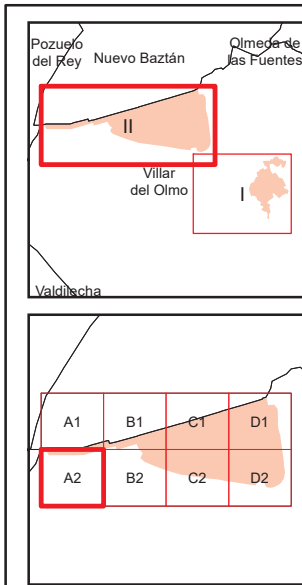 Pozuelo
del Rey
Nuevo Baztán
Olmeda de
las Fuentes
II
Villar
del Olmo
I
Valdilecha
A1
B1
C1
D1
A2
B2
C2
D2